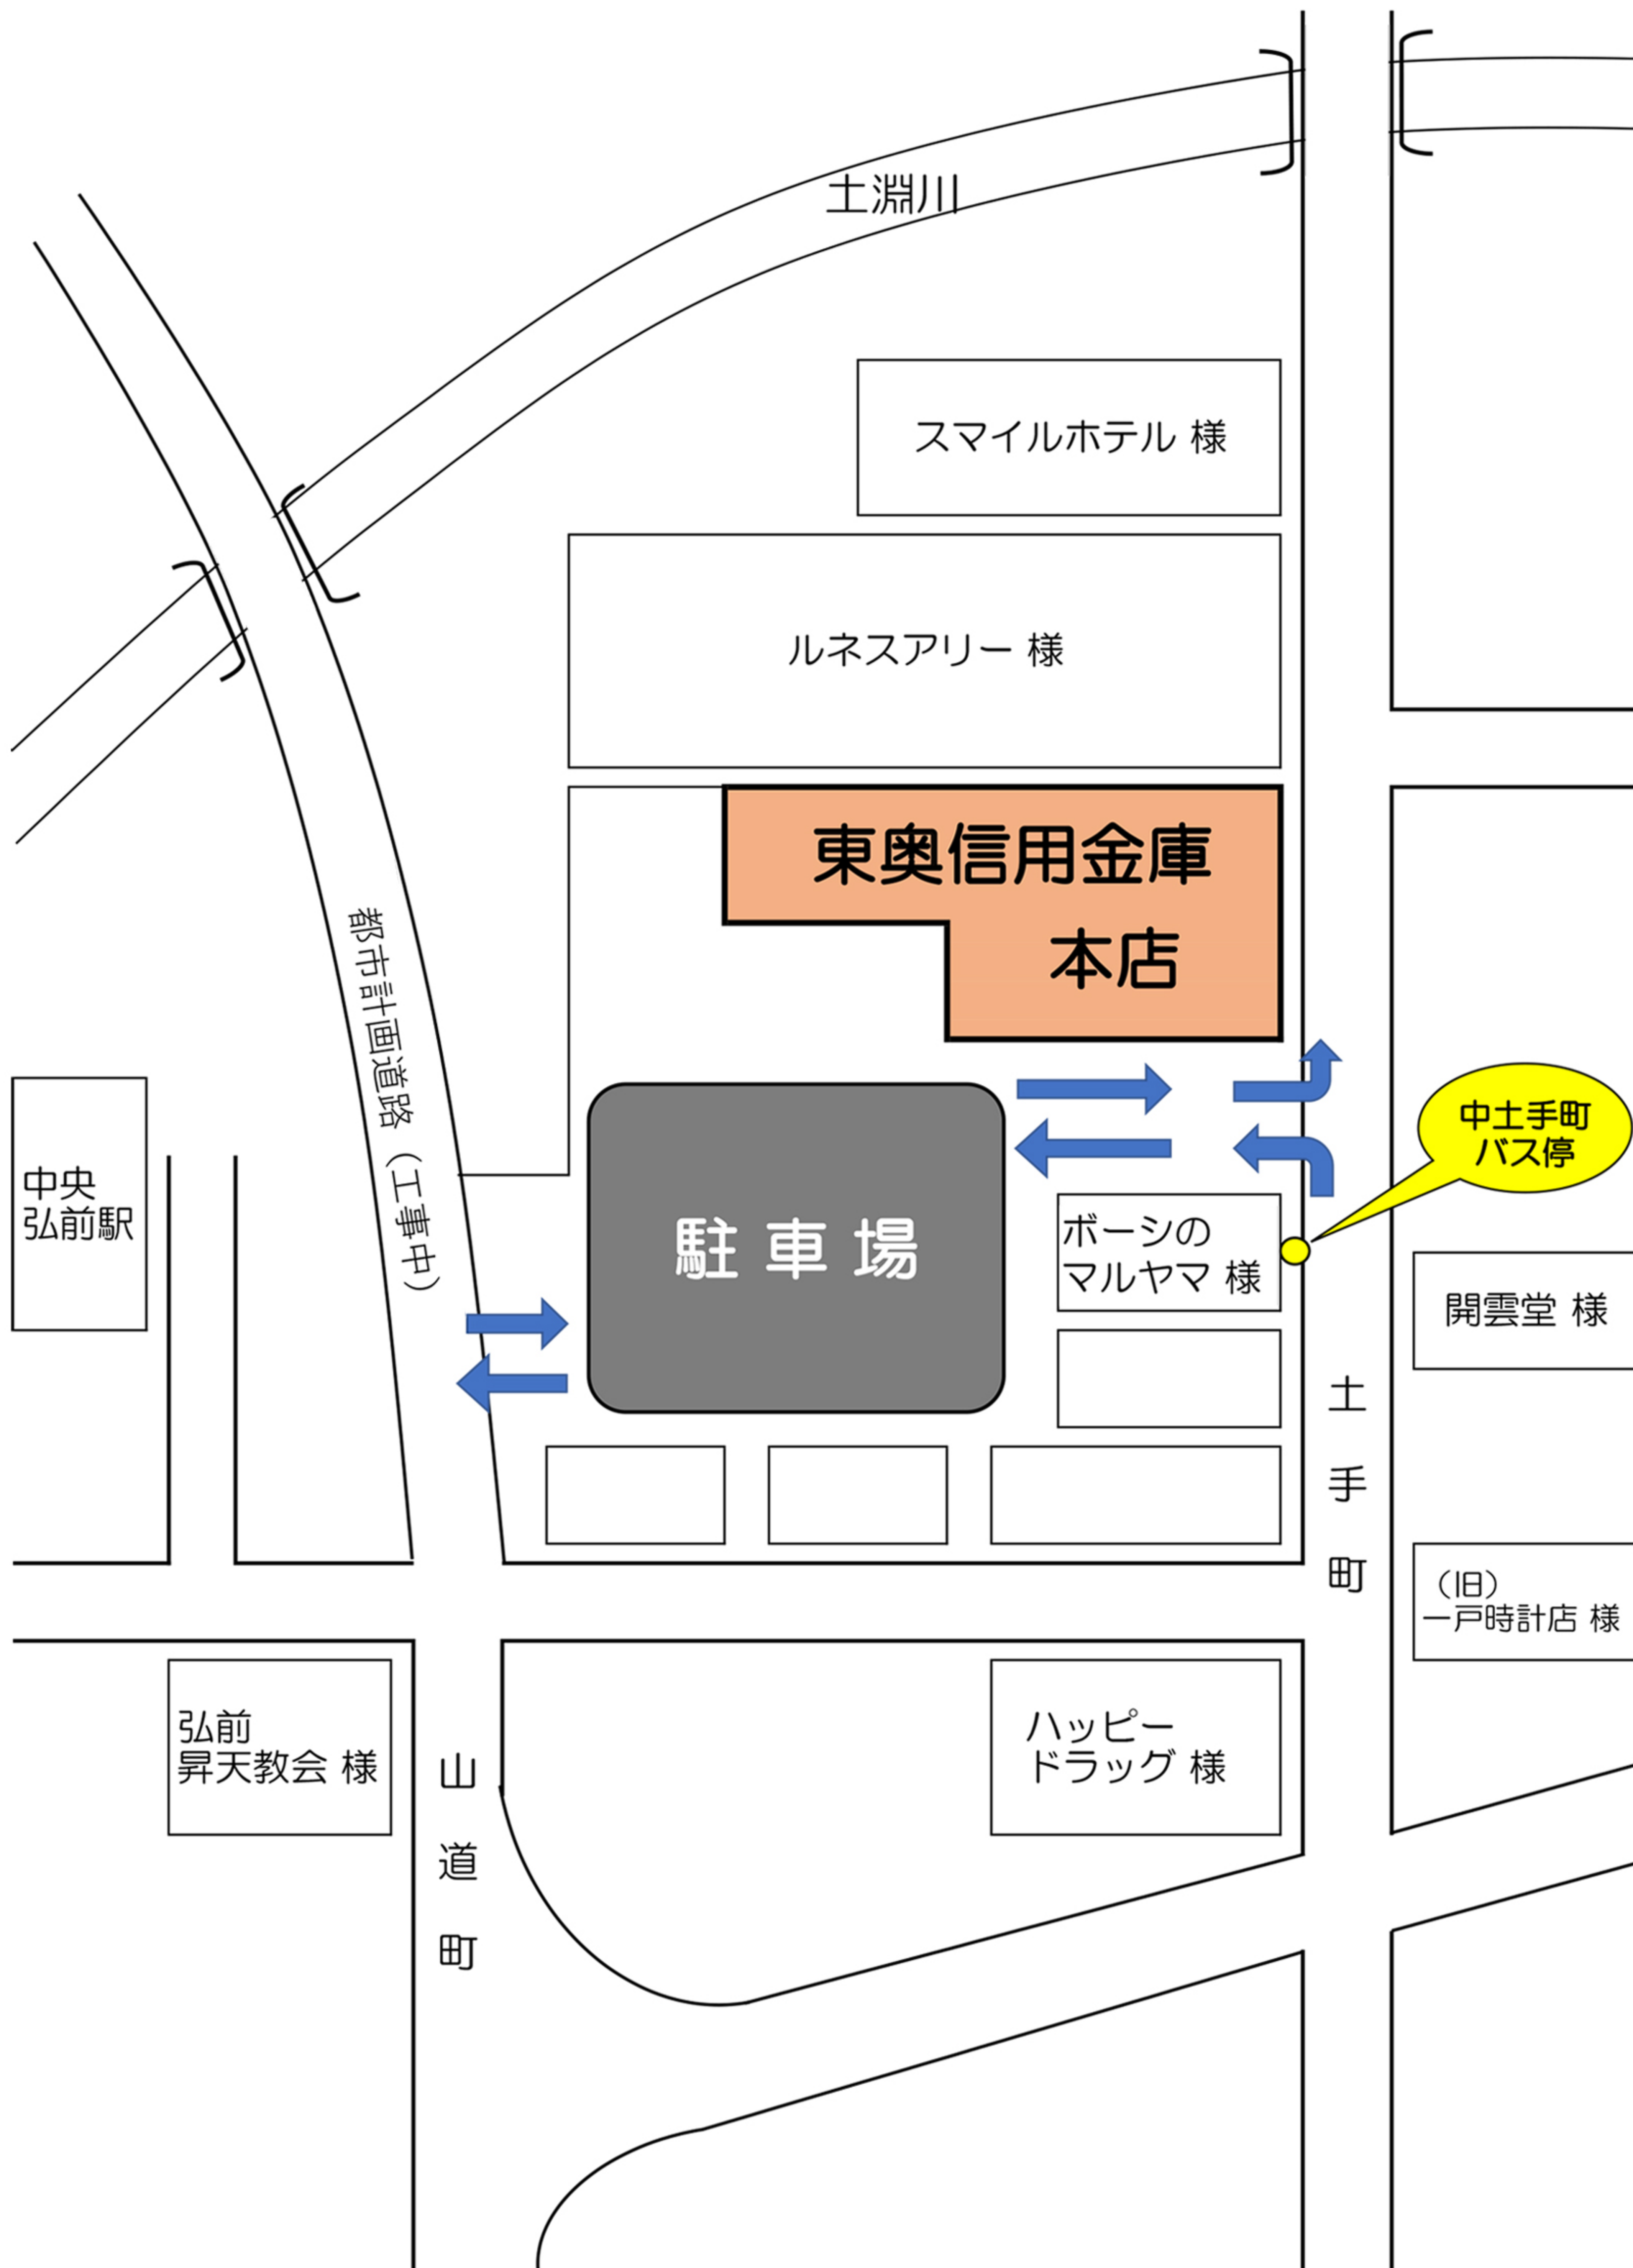 土淵川
スマイルホテル 様
ルネスアリー 様
東奥信用金庫
本店
都市計画道路（工事中）
中土手町
バス停
中央
弘前駅
駐車場
ボーシの
マルヤマ 様
開雲堂 様
土手町
（旧）
一戸時計店 様
弘前
昇天教会 様
山道町
ハッピー
ドラッグ 様